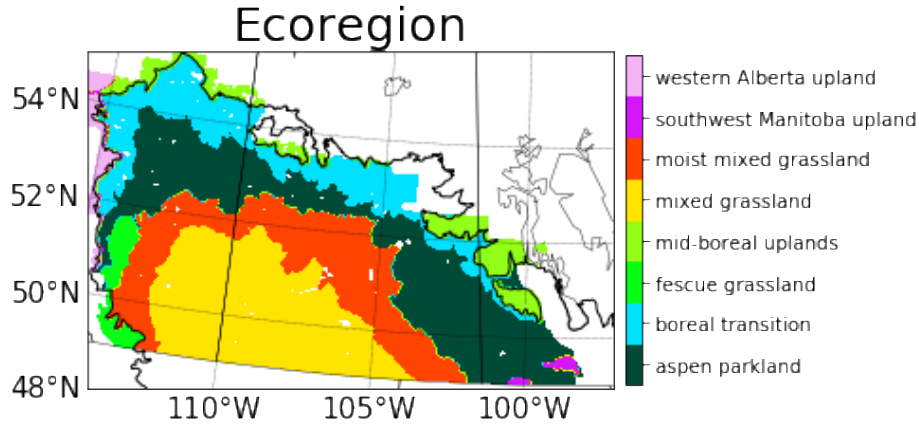 Ecoregion
54°N
52°N
50°N
48°N
110°W
105°W
100°W
western Alberta upland
southwest Manitoba upland
moist mixed grassland
mixed grassland
mid-boreal uplands
fescue grassland
boreal transition
aspen parkland